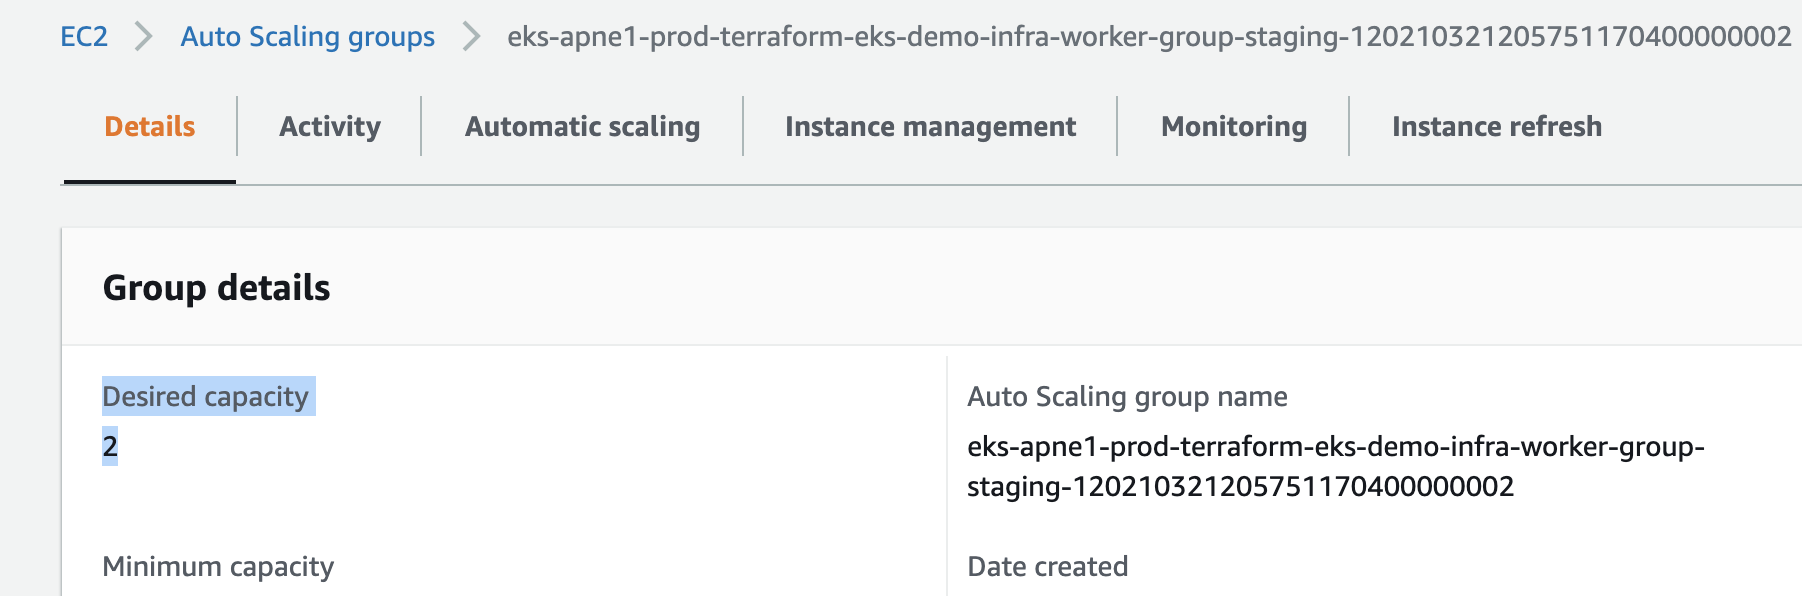 EC2 > Auto Scaling groups > eks-apne1-prod-terraform-eks-demo-infra-worker-group-staging-120210321205751170400000002
Details Activity Automatic scaling Instance management Monitoring Instance refresh
Group details
Desired capacity
2
Auto Scaling group name
eks-apne1-prod-terraform-eks-demo-infra-worker-group-
staging-120210321205751170400000002
Minimum capacity
Date created